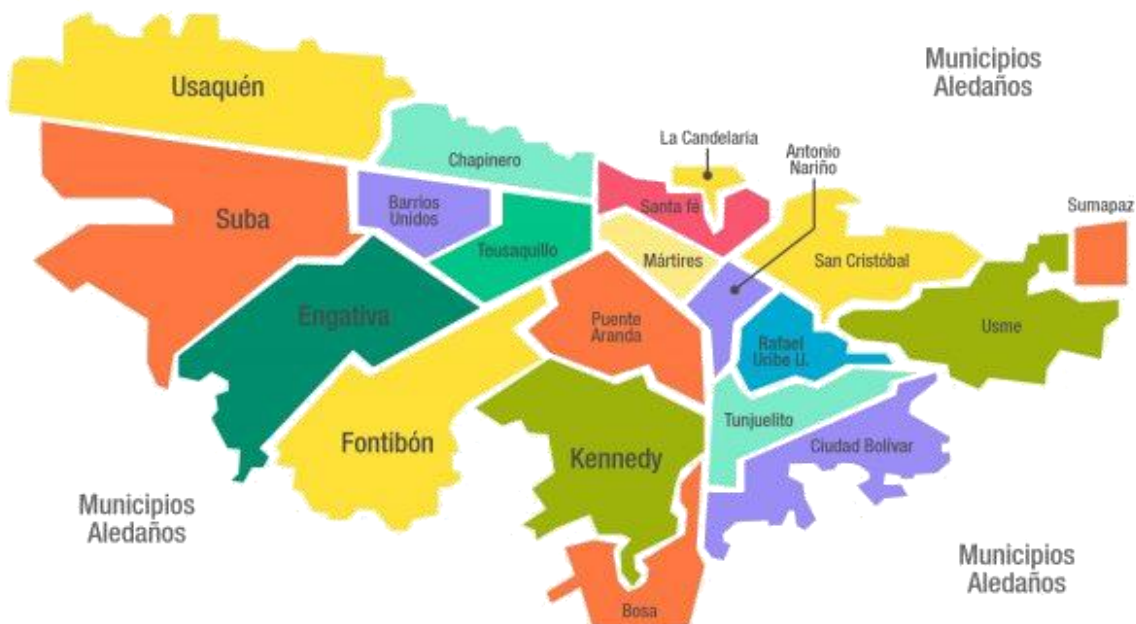 Municipios
Aledaños
Usaquén
La Candelaria
Antonio
Nariño
Chapinero
Sumapaz
Barrios
Unidos
Santa fé
Suba
Teusaquillo
Mártires
San Cristóbal
Engativa
Puente
Aranda
Usme
Rafael
Uribe U.
Tunjuelito
Fontibón
Ciudad Bolívar
Kennedy
Municipios
Aledaños
Municipios
Aledaños
Bosa